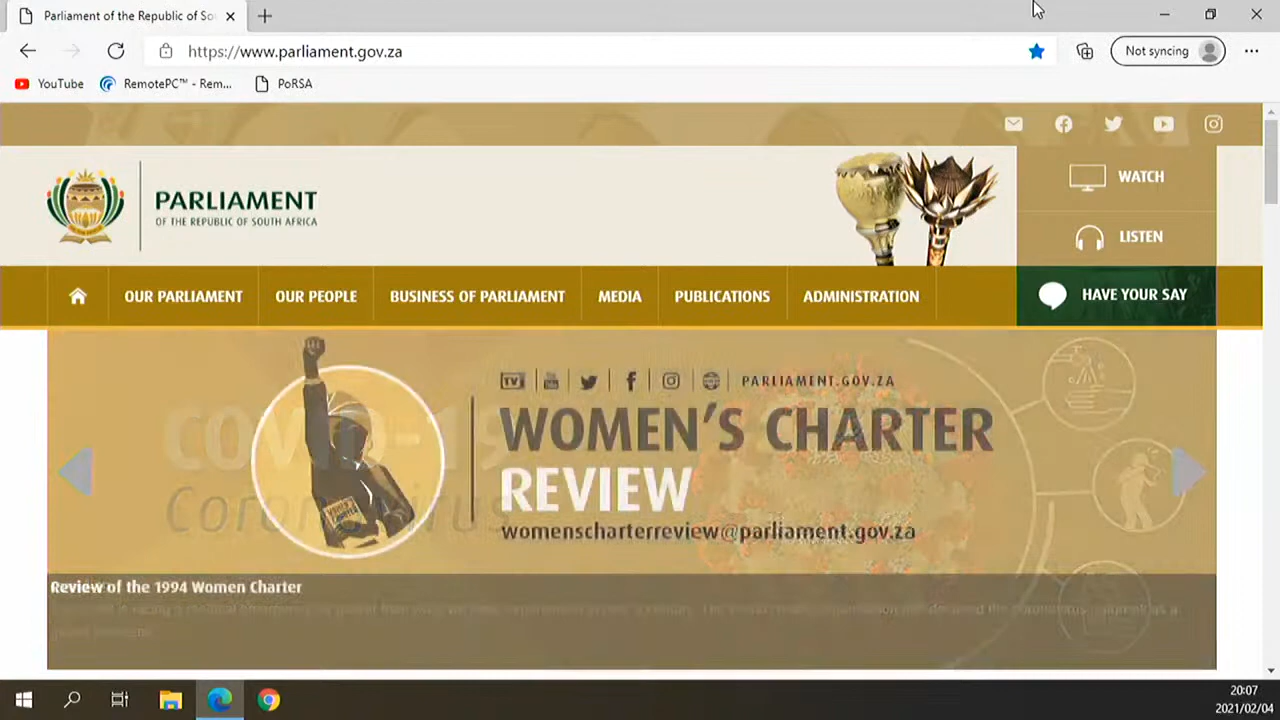 Parliament of the Republic of So
https://www.parliament.gov.za
Not syncing
YouTube
RemotePC™ - Rem...
PoRSA
PARLIAMENT
OF THE REPUBLIC OF SOUTH AFRICA
WATCH
LISTEN
OUR PARLIAMENT
OUR PEOPLE
BUSINESS OF PARLIAMENT
MEDIA
PUBLICATIONS
ADMINISTRATION
HAVE YOUR SAY
PARLIAMENT.GOV.ZA
COVID-19
Coronavirus
WOMEN'S CHARTER
REVIEW
womenscharterreview@parliament.gov.za
Review of the 1994 Women Charter
20:07
2021/02/04